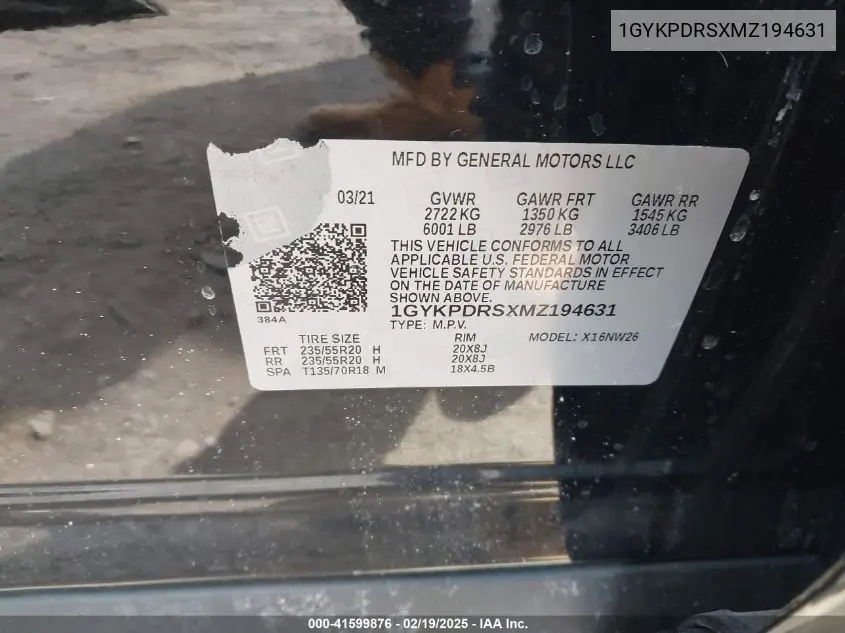 1GYKPDRSXMZ194631
MFD BY GENERAL MOTORS LLC
03/21 GVWR GAWR FRT GAWR RR
2722 KG 1350 KG 1545 KG
6001 LB 2976 LB 3406 LB
THIS VEHICLE CONFORMS TO ALL
APPLICABLE U.S. FEDERAL MOTOR
VEHICLE SAFETY STANDARDS IN EFFECT
ON THE DATE OF MANUFACTURE
SHOWN ABOVE.
1GYKPDRSXMZ194631
384A
TYPE: M.P.V.
TIRE SIZE RIM MODEL: X16NW26
FRT 235/55R20 H 20X8J
RR 235/55R20 H 20X8J
SPA T135/70R18 M 18X4.5B
000-41599876 - 02/19/2025 - IAA Inc.